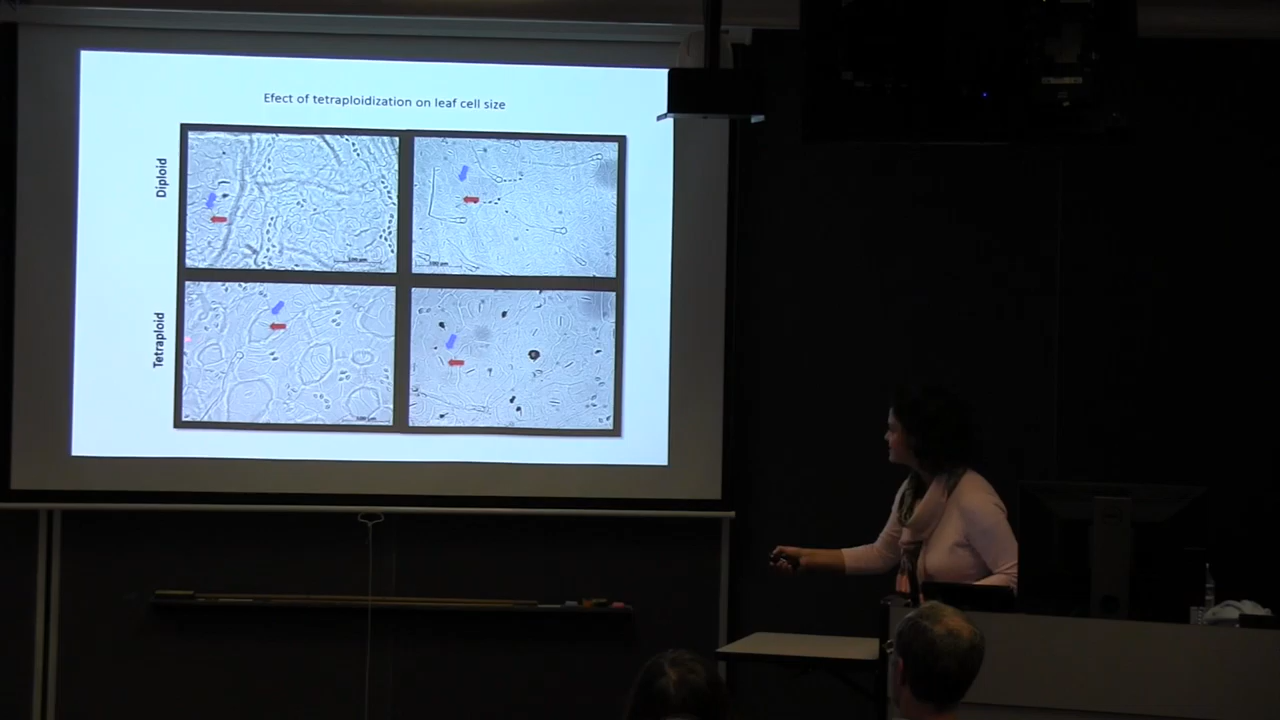 Efect of tetraploidization on leaf cell size
Diploid
Tetraploid